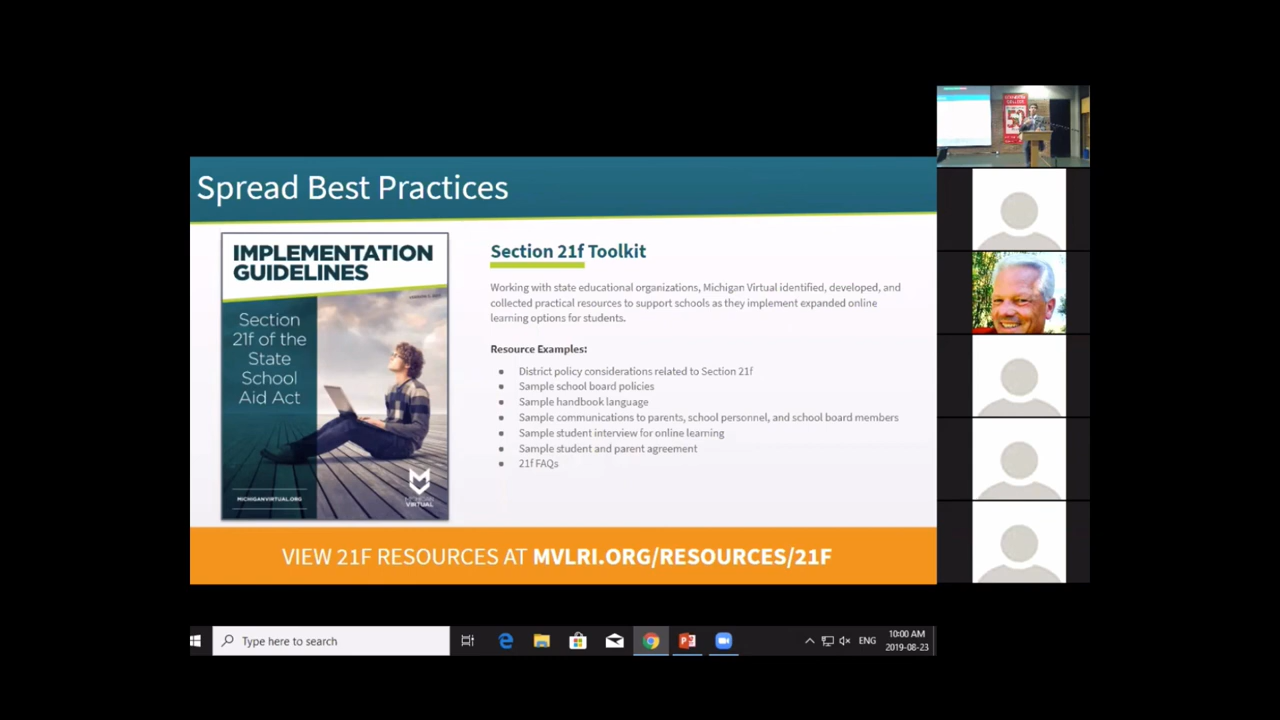 Spread Best Practices
IMPLEMENTATION
GUIDELINES
Section
21f of the
State
School
Aid Act
MICHIGANVIRTUAL.ORG
MICHIGAN
VIRTUAL
Section 21f Toolkit
Working with state educational organizations, Michigan Virtual identified, developed, and
collected practical resources to support schools as they implement expanded online
learning options for students.
Resource Examples:
● District policy considerations related to Section 21f
● Sample school board policies
● Sample handbook language
● Sample communications to parents, school personnel, and school board members
● Sample student interview for online learning
● Sample student and parent agreement
● 21f FAQs
VIEW 21F RESOURCES AT MVLRI.ORG/RESOURCES/21F
Type here to search
ENG
10:00 AM
2019-08-23